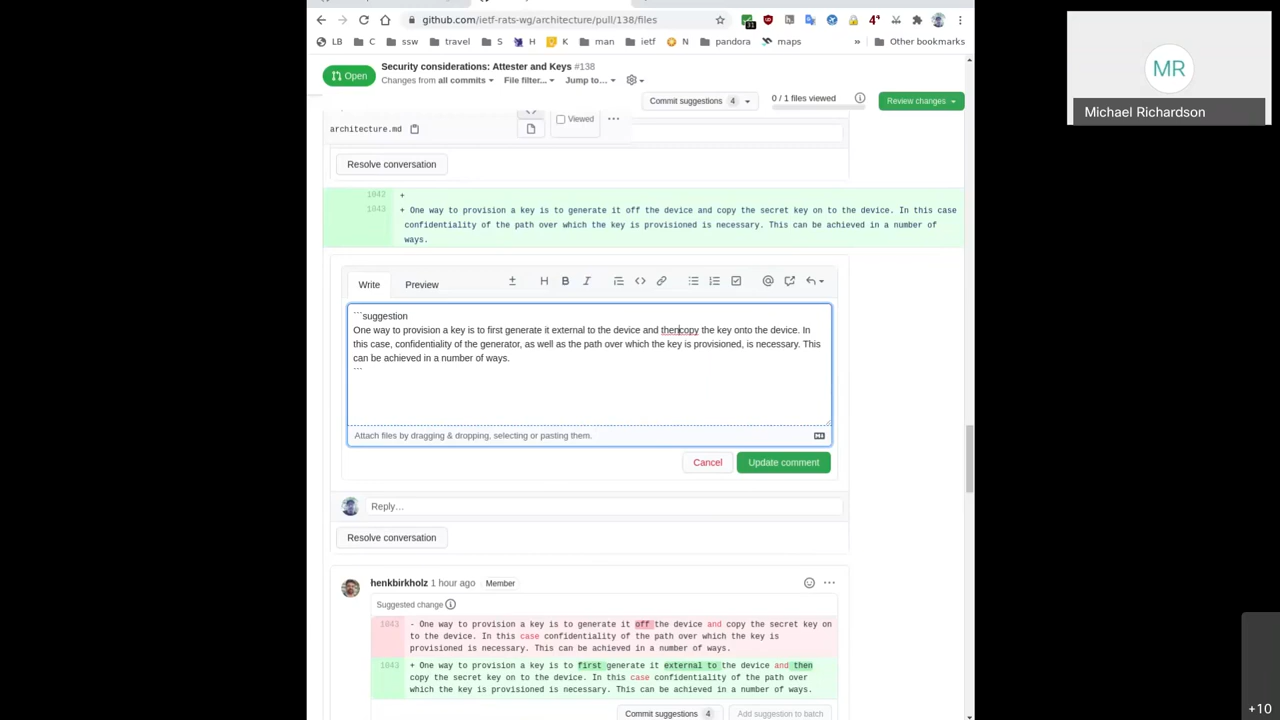 github.com/ietf-rats-wg/architecture/pull/138/files
LB C ssw travel S H K man ietf N pandora maps » Other bookmarks
Open Security considerations: Attester and Keys #138
Changes from all commits File filter... Jump to...
Commit suggestions 4 0 / 1 files viewed Review changes
architecture.md Viewed
Resolve conversation
1042 +
1043 + One way to provision a key is to generate it off the device and copy the secret key on to the device. In this case
confidentiality of the path over which the key is provisioned is necessary. This can be achieved in a number of
ways.
Write Preview
```suggestion
One way to provision a key is to first generate it external to the device and thencopy the key onto the device. In
this case, confidentiality of the generator, as well as the path over which the key is provisioned, is necessary. This
can be achieved in a number of ways.
```
Attach files by dragging & dropping, selecting or pasting them.
Cancel Update comment
Reply…
Resolve conversation
henkbirkholz 1 hour ago Member
Suggested change
1043 - One way to provision a key is to generate it off the device and copy the secret key on
to the device. In this case confidentiality of the path over which the key is
provisioned is necessary. This can be achieved in a number of ways.
1043 + One way to provision a key is to first generate it external to the device and then
copy the secret key on to the device. In this case confidentiality of the path over
which the key is provisioned is necessary. This can be achieved in a number of ways.
Commit suggestions 4 Add suggestion to batch
MR
Michael Richardson
+10